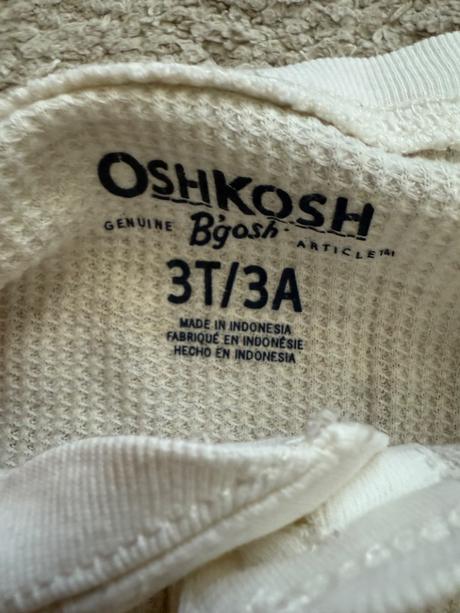 OSHKOSH
GENUINE B'gosh ARTICLE
3T/3A
MADE IN INDONESIA
FABRIQUÉ EN INDONÉSIE
HECHO EN INDONESIA